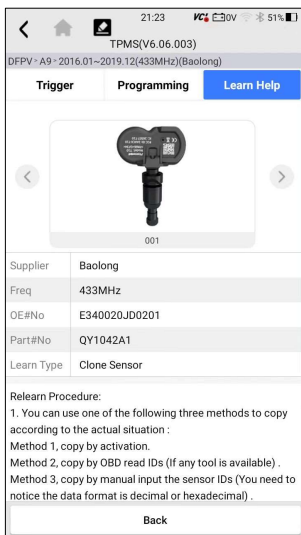 21:23 VC 0V 51%
TPMS(V6.06.003)
DFPV > A9 > 2016.01~2019.12(433MHz)(Baolong)
Trigger Programming Learn Help
001
Supplier Baolong
Freq 433MHz
OE#No E340020JD0201
Part#No QY1042A1
Learn Type Clone Sensor
Relearn Procedure:
1. You can use one of the following three methods to copy
according to the actual situation :
Method 1, copy by activation.
Method 2, copy by OBD read IDs (If any tool is available) .
Method 3, copy by manual input the sensor IDs (You need to
notice the data format is decimal or hexadecimal) .
Back